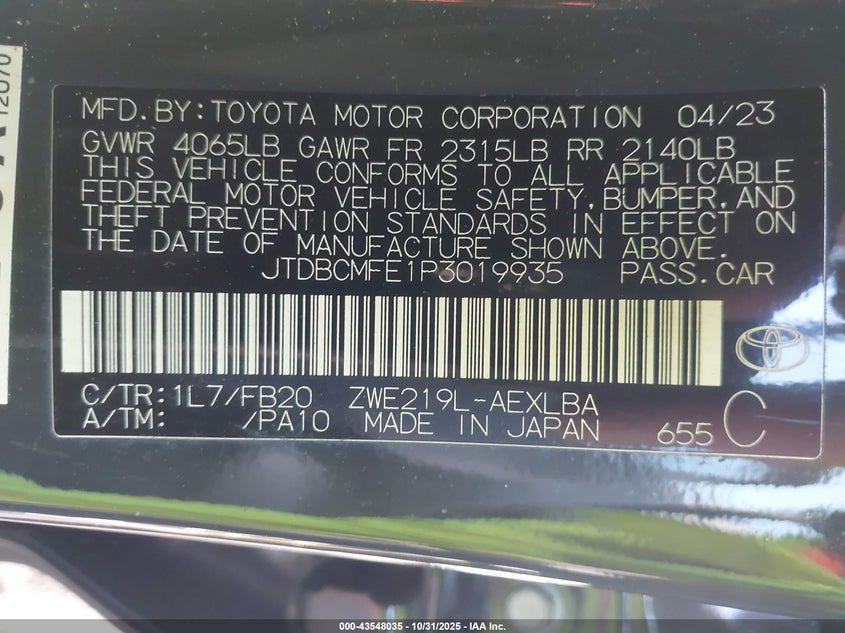 MFD.BY:TOYOTA MOTOR CORPORATION 04/23
GVWR 4065LB GAWR FR 2315LB RR 2140LB
THIS VEHICLE CONFORMS TO ALL APPLICABLE
FEDERAL MOTOR VEHICLE SAFETY,BUMPER,AND
THEFT PREVENTION STANDARDS IN EFFECT ON
THE DATE OF MANUFACTURE SHOWN ABOVE.
JTDBCMFE1P3019935 PASS.CAR
C/TR:1L7/FB20 ZWE219L-AEXLBA
A/TM: /PA10 MADE IN JAPAN 655 C
000-43548035 - 10/31/2025 - IAA Inc.